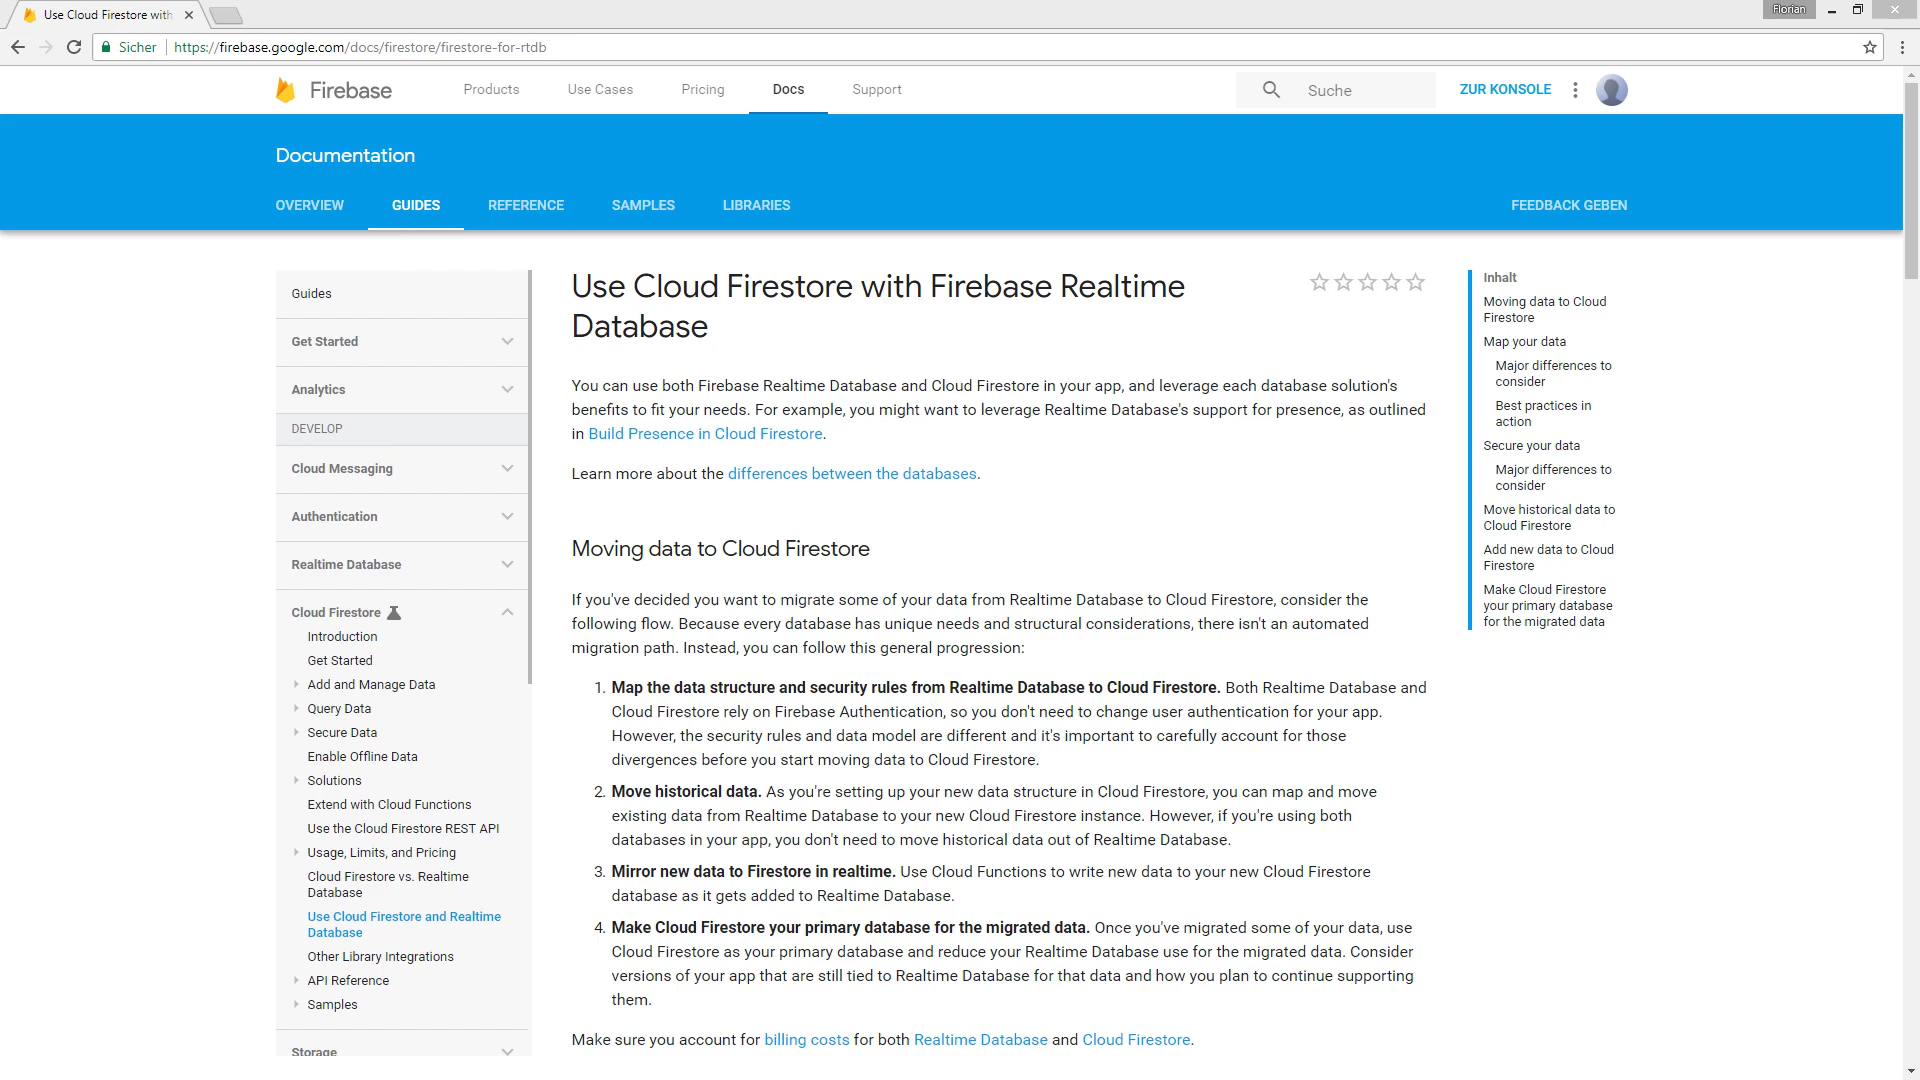 Use Cloud Firestore with
Florian
Sicher
https://firebase.google.com/docs/firestore/firestore-for-rtdb
Firebase
Products
Use Cases
Pricing
Docs
Support
Suche
ZUR KONSOLE
Documentation
OVERVIEW
GUIDES
REFERENCE
SAMPLES
LIBRARIES
FEEDBACK GEBEN
Guides
Get Started
Analytics
DEVELOP
Cloud Messaging
Authentication
Realtime Database
Cloud Firestore
Introduction
Get Started
Add and Manage Data
Query Data
Secure Data
Enable Offline Data
Solutions
Extend with Cloud Functions
Use the Cloud Firestore REST API
Usage, Limits, and Pricing
Cloud Firestore vs. Realtime
Database
Use Cloud Firestore and Realtime
Database
Other Library Integrations
API Reference
Samples
Storage
Use Cloud Firestore with Firebase Realtime
Database
You can use both Firebase Realtime Database and Cloud Firestore in your app, and leverage each database solution's
benefits to fit your needs. For example, you might want to leverage Realtime Database's support for presence, as outlined
in Build Presence in Cloud Firestore.
Learn more about the differences between the databases.
Moving data to Cloud Firestore
If you've decided you want to migrate some of your data from Realtime Database to Cloud Firestore, consider the
following flow. Because every database has unique needs and structural considerations, there isn't an automated
migration path. Instead, you can follow this general progression:
1. Map the data structure and security rules from Realtime Database to Cloud Firestore. Both Realtime Database and
Cloud Firestore rely on Firebase Authentication, so you don't need to change user authentication for your app.
However, the security rules and data model are different and it's important to carefully account for those
divergences before you start moving data to Cloud Firestore.
2. Move historical data. As you're setting up your new data structure in Cloud Firestore, you can map and move
existing data from Realtime Database to your new Cloud Firestore instance. However, if you're using both
databases in your app, you don't need to move historical data out of Realtime Database.
3. Mirror new data to Firestore in realtime. Use Cloud Functions to write new data to your new Cloud Firestore
database as it gets added to Realtime Database.
4. Make Cloud Firestore your primary database for the migrated data. Once you've migrated some of your data, use
Cloud Firestore as your primary database and reduce your Realtime Database use for the migrated data. Consider
versions of your app that are still tied to Realtime Database for that data and how you plan to continue supporting
them.
Make sure you account for billing costs for both Realtime Database and Cloud Firestore.
Inhalt
Moving data to Cloud
Firestore
Map your data
Major differences to
consider
Best practices in
action
Secure your data
Major differences to
consider
Move historical data to
Cloud Firestore
Add new data to Cloud
Firestore
Make Cloud Firestore
your primary database
for the migrated data